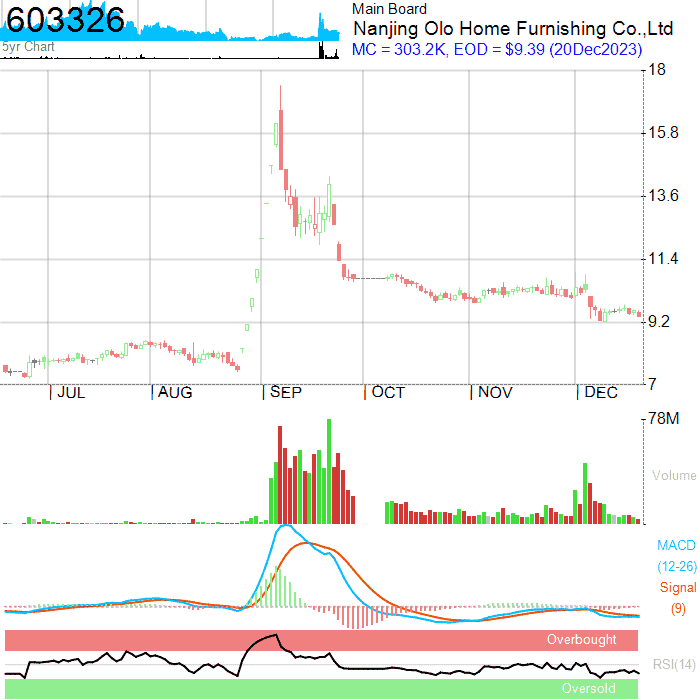 603326
5yr Chart
Main Board
Nanjing Olo Home Furnishing Co.,Ltd
MC = 303.2K, EOD = $9.39 (20Dec2023)
18
15.8
13.6
11.4
9.2
7
JUL AUG SEP OCT NOV DEC
78M
Volume
MACD
(12-26)
Signal
(9)
Overbought
RSI(14)
Oversold